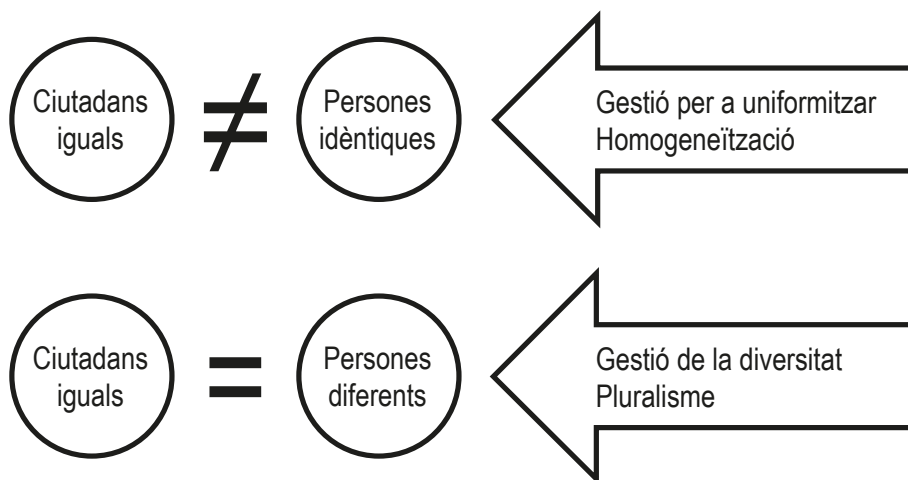 Ciutadans
iguals
≠
Persones
idèntiques
Gestió per a uniformitzar
Homogeneïtzació
Ciutadans
iguals
=
Persones
diferents
Gestió de la diversitat
Pluralisme